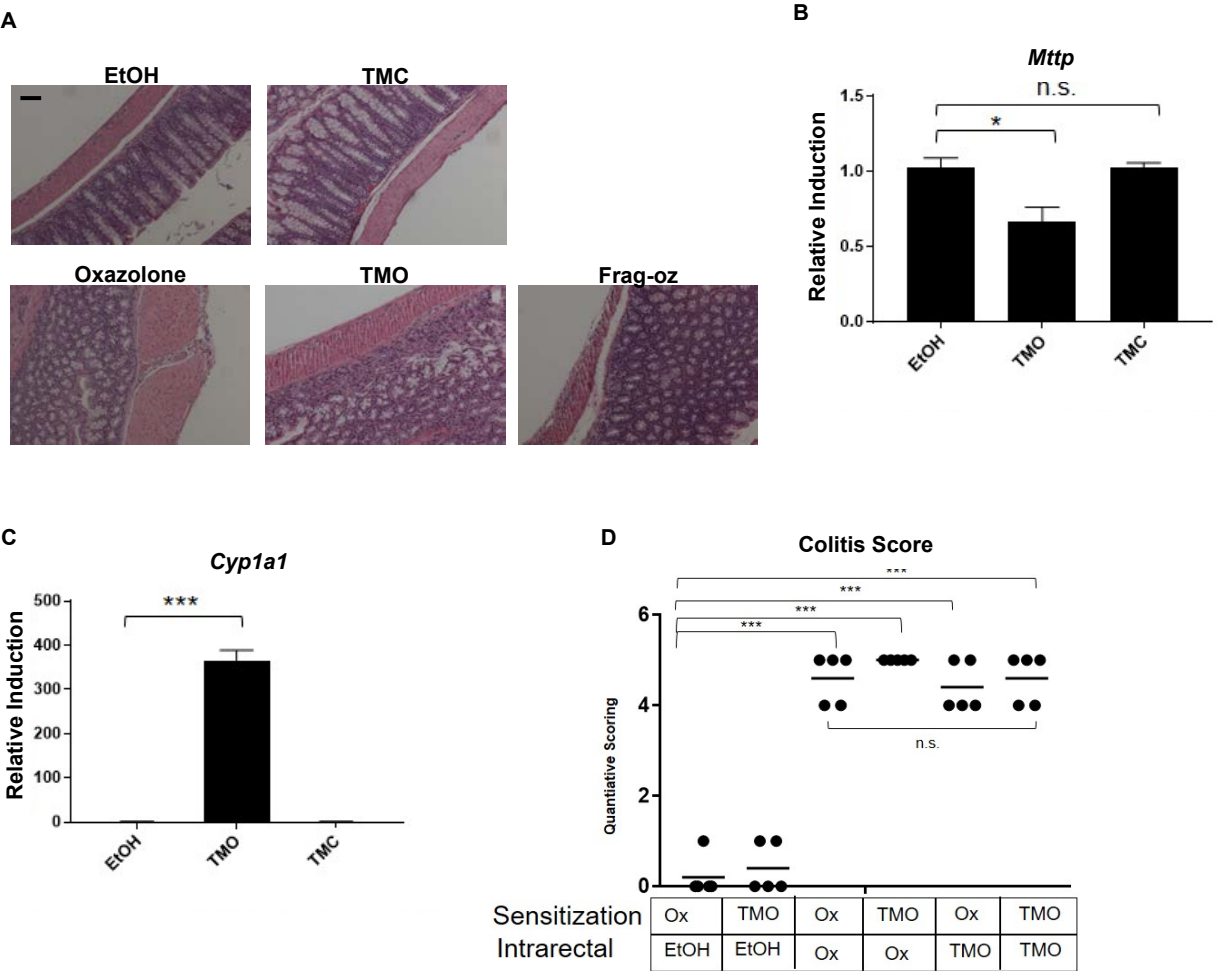 A
EtOH
TMC
Oxazolone
TMO
Frag-oz
B
Mttp
n.s.
*
1.5
1.0
0.5
0.0
Relative Induction
EtOH
TMO
TMC
C
Cyp1a1
***
500
400
300
200
100
0
Relative Induction
EtOH
TMO
TMC
D
Colitis Score
***
***
***
***
6
4
2
0
Quantiative Scoring
n.s.
Sensitization Ox TMO Ox TMO Ox TMO
Intrarectal EtOH EtOH Ox Ox TMO TMO